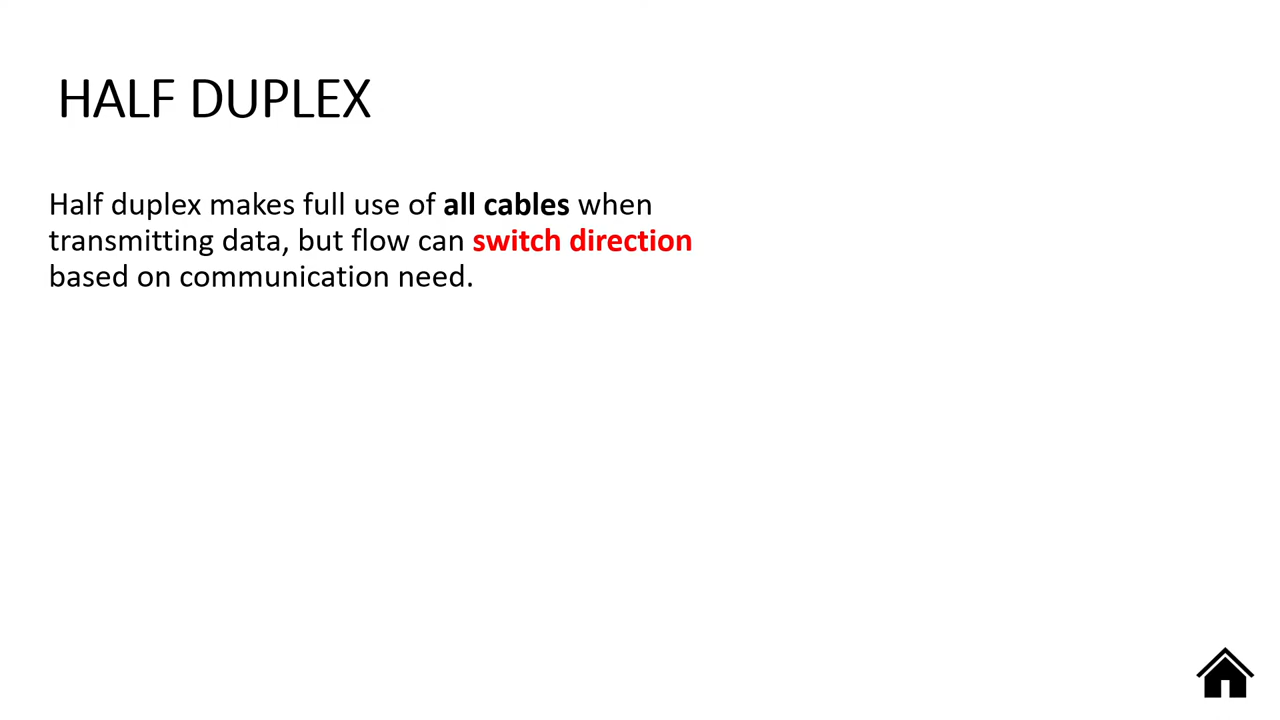 HALF DUPLEX
Half duplex makes full use of all cables when
transmitting data, but flow can switch direction
based on communication need.